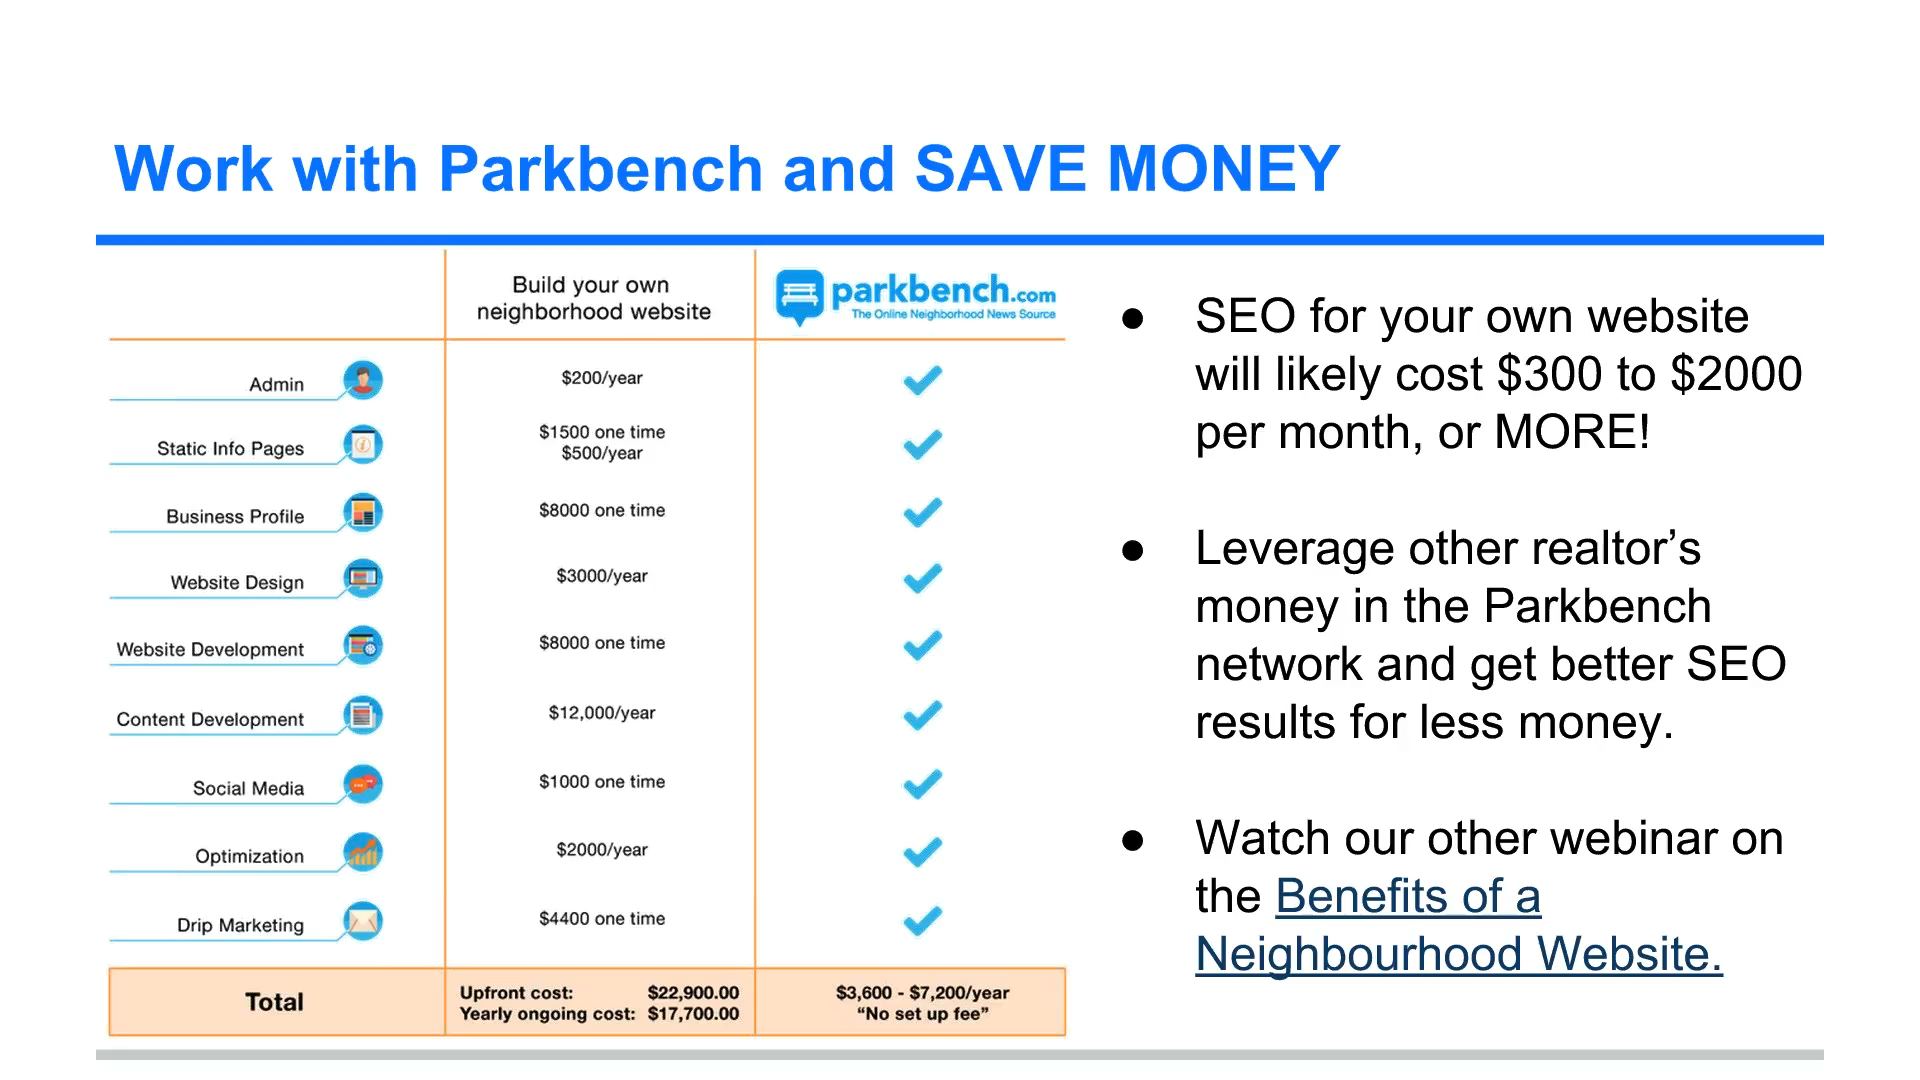 Work with Parkbench and SAVE MONEY
Build your own
neighborhood website
parkbench.com
The Online Neighborhood News Source
Admin
$200/year
Static Info Pages
$1500 one time
$500/year
Business Profile
$8000 one time
Website Design
$3000/year
Website Development
$8000 one time
Content Development
$12,000/year
Social Media
$1000 one time
Optimization
$2000/year
Drip Marketing
$4400 one time
Total
Upfront cost: $22,900.00
Yearly ongoing cost: $17,700.00
$3,600 - $7,200/year
“No set up fee”
● SEO for your own website
will likely cost $300 to $2000
per month, or MORE!
● Leverage other realtor’s
money in the Parkbench
network and get better SEO
results for less money.
● Watch our other webinar on
the Benefits of a
Neighbourhood Website.